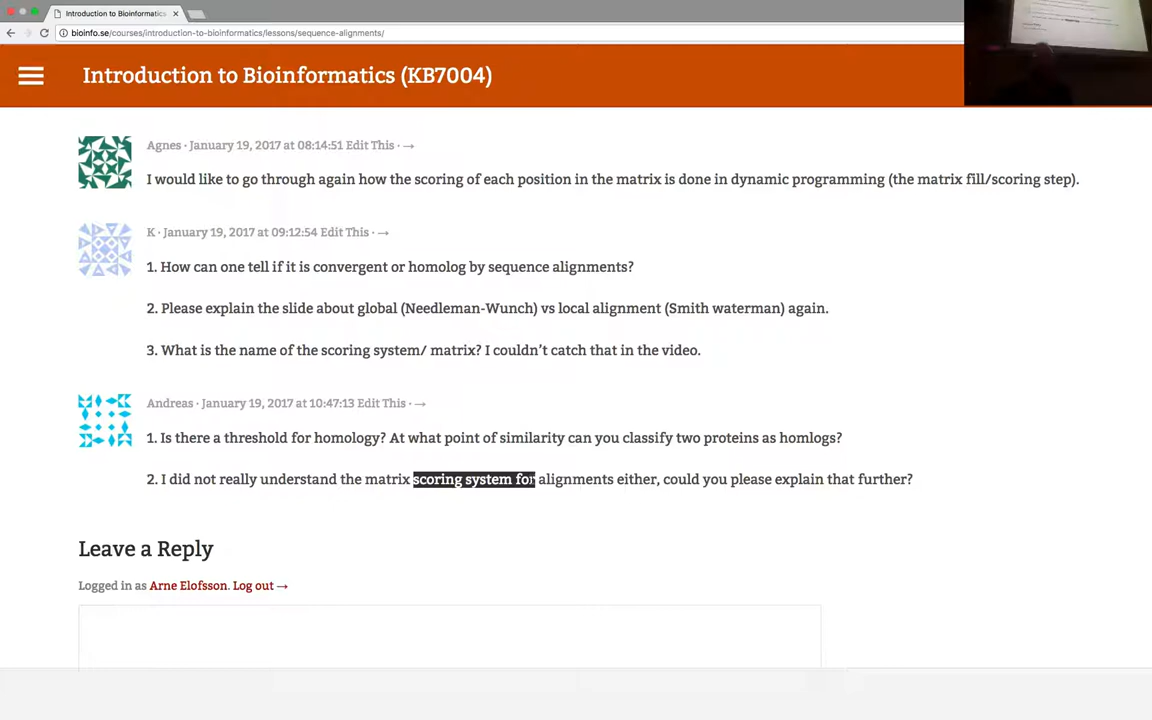 Introduction to Bioinformatics
bioinfo.se/courses/introduction-to-bioinformatics/lessons/sequence-alignments/
Introduction to Bioinformatics (KB7004)
Agnes · January 19, 2017 at 08:14:51 Edit This · →
I would like to go through again how the scoring of each position in the matrix is done in dynamic programming (the matrix fill/scoring step).
K · January 19, 2017 at 09:12:54 Edit This · →
1. How can one tell if it is convergent or homolog by sequence alignments?
2. Please explain the slide about global (Needleman-Wunch) vs local alignment (Smith waterman) again.
3. What is the name of the scoring system/ matrix? I couldn't catch that in the video.
Andreas · January 19, 2017 at 10:47:13 Edit This · →
1. Is there a threshold for homology? At what point of similarity can you classify two proteins as homlogs?
2. I did not really understand the matrix scoring system for alignments either, could you please explain that further?
Leave a Reply
Logged in as Arne Elofsson. Log out →